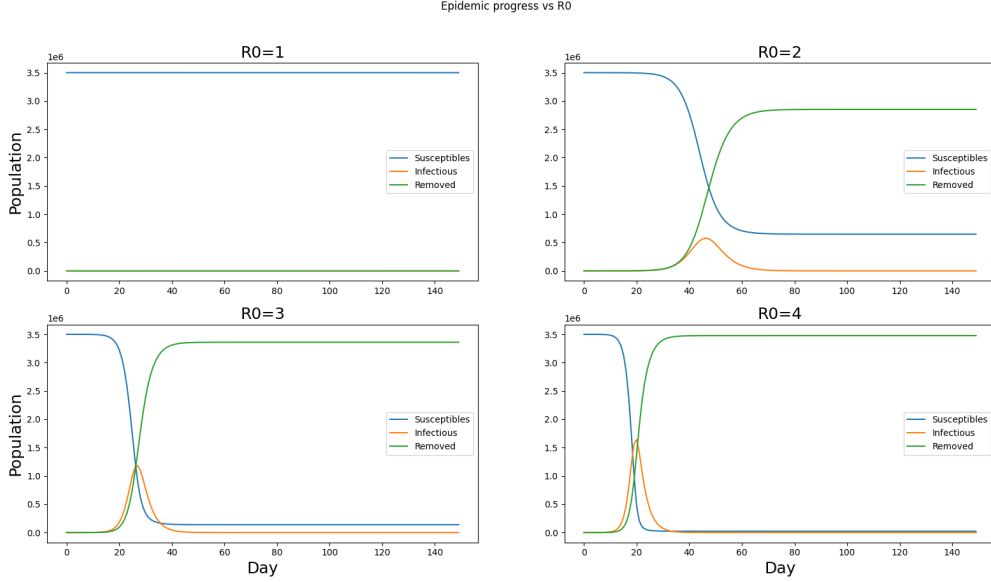 Epidemic progress vs R0
R0=1
1e6
3.5
3.0
2.5
2.0
1.5
1.0
0.5
0.0
Population
Susceptibles
Infectious
Removed
0 20 40 60 80 100 120 140
R0=2
1e6
3.5
3.0
2.5
2.0
1.5
1.0
0.5
0.0
Susceptibles
Infectious
Removed
0 20 40 60 80 100 120 140
R0=3
1e6
3.5
3.0
2.5
2.0
1.5
1.0
0.5
0.0
Population
Susceptibles
Infectious
Removed
0 20 40 60 80 100 120 140
Day
R0=4
1e6
3.5
3.0
2.5
2.0
1.5
1.0
0.5
0.0
Susceptibles
Infectious
Removed
0 20 40 60 80 100 120 140
Day